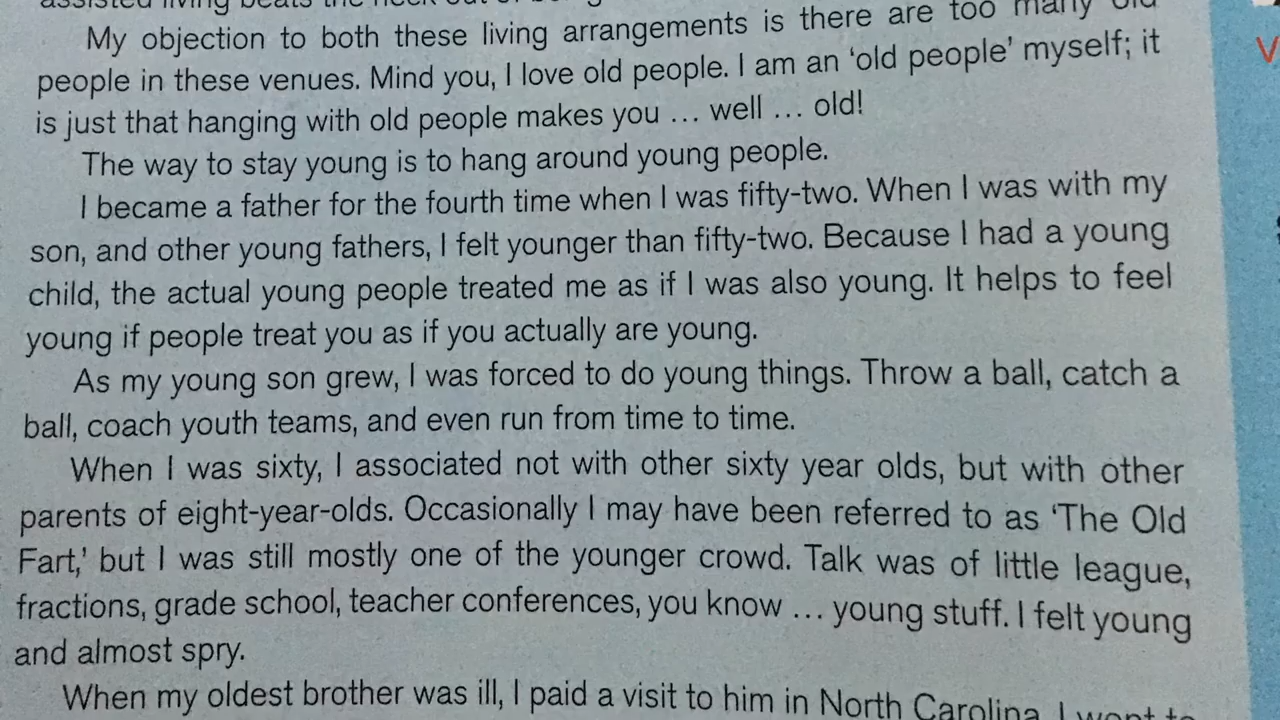 assisted living beats the heck out of
My objection to both these living arrangements is there are too many old
people in these venues. Mind you, I love old people. I am an ‘old people’ myself; it
is just that hanging with old people makes you ... well ... old!
The way to stay young is to hang around young people.
I became a father for the fourth time when I was fifty-two. When I was with my
son, and other young fathers, I felt younger than fifty-two. Because I had a young
child, the actual young people treated me as if I was also young. It helps to feel
young if people treat you as if you actually are young.
As my young son grew, I was forced to do young things. Throw a ball, catch a
ball, coach youth teams, and even run from time to time.
When I was sixty, I associated not with other sixty year olds, but with other
parents of eight-year-olds. Occasionally I may have been referred to as ‘The Old
Fart,’ but I was still mostly one of the younger crowd. Talk was of little league,
fractions, grade school, teacher conferences, you know ... young stuff. I felt young
and almost spry.
When my oldest brother was ill, I paid a visit to him in North Carolina. I went to
V